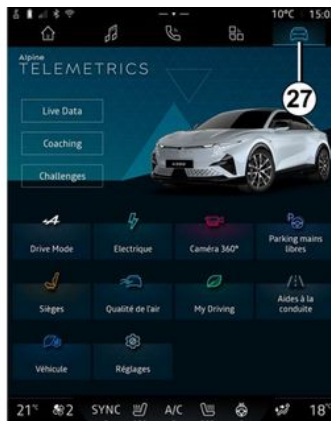 10°C 15:0
27
Alpine
TELEMETRICS
Live Data
Coaching
Challenges
Drive Mode
Electrique
Caméra 360°
Parking mains
libres
Sièges
Qualité de l'air
My Driving
Aides à la
conduite
Véhicule
Réglages
21°C 2 SYNC A/C 18°